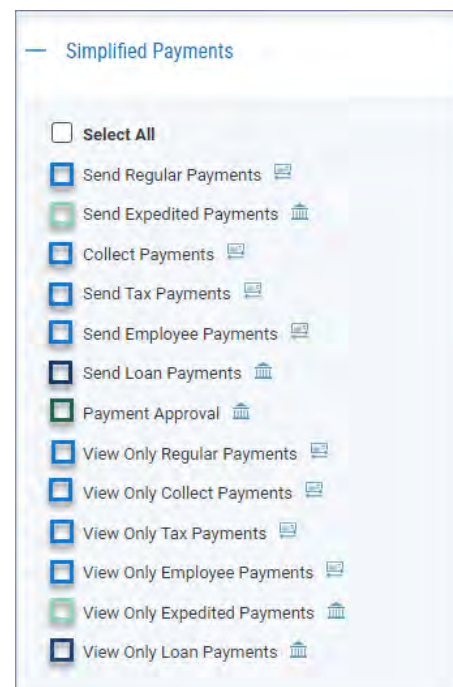 Simplified Payments
Select All
Send Regular Payments
Send Expedited Payments
Collect Payments
Send Tax Payments
Send Employee Payments
Send Loan Payments
Payment Approval
View Only Regular Payments
View Only Collect Payments
View Only Tax Payments
View Only Employee Payments
View Only Expedited Payments
View Only Loan Payments